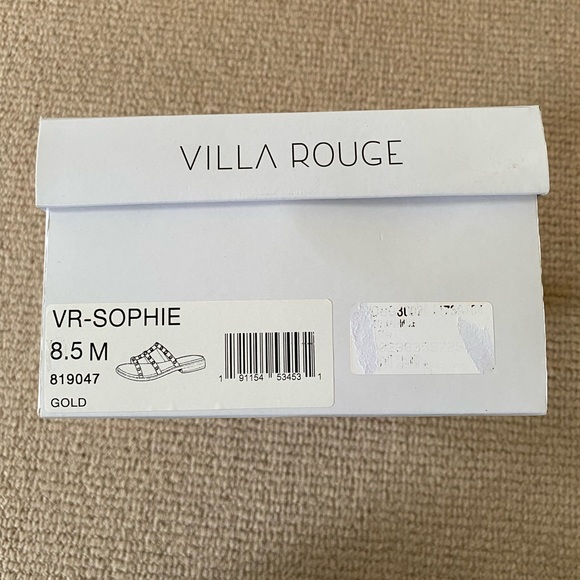 VILLA ROUGE
VR-SOPHIE
8.5 M
819047
GOLD
1 91154 53453 1